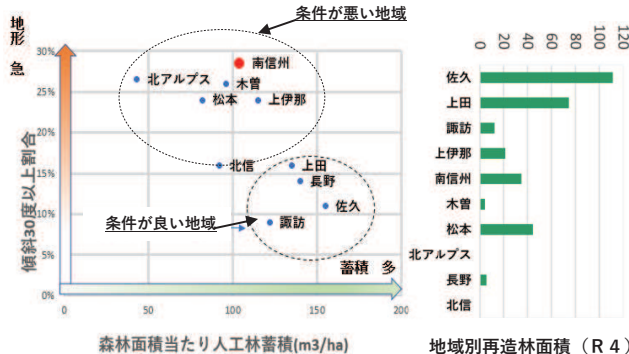 条件が悪い地域
地形 急
傾斜30度以上割合
30%
25%
20%
15%
10%
5%
0%
南信州
北アルプス
木曽
松本
上伊那
北信
上田
長野
佐久
諏訪
条件が良い地域
蓄積 多
0
50
100
150
200
森林面積当たり人工林蓄積(m3/ha)
0
20
40
60
80
100
120
佐久
上田
諏訪
上伊那
南信州
木曽
松本
北アルプス
長野
北信
地域別再造林面積（R４）